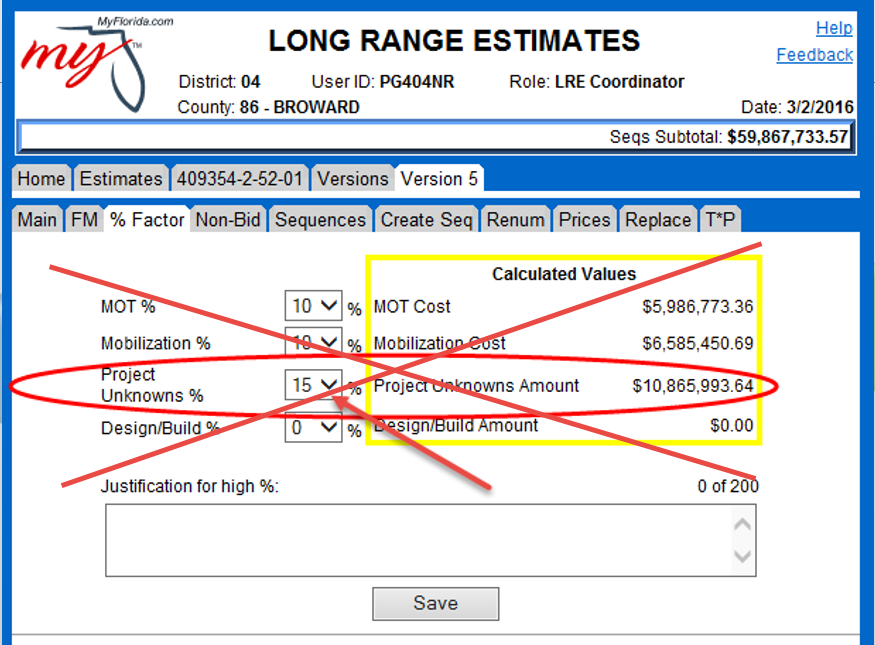 MyFlorida.com
my TM
LONG RANGE ESTIMATES
Help
Feedback
District: 04 User ID: PG404NR Role: LRE Coordinator
County: 86 - BROWARD Date: 3/2/2016
Seqs Subtotal: $59,867,733.57
Home Estimates 409354-2-52-01 Versions Version 5
Main FM % Factor Non-Bid Sequences Create Seq Renum Prices Replace T*P
Calculated Values
MOT % 10 % MOT Cost $5,986,773.36
Mobilization % 10 % Mobilization Cost $6,585,450.69
Project
Unknowns % 15 % Project Unknowns Amount $10,865,993.64
Design/Build % 0 % Design/Build Amount $0.00
Justification for high %: 0 of 200
Save